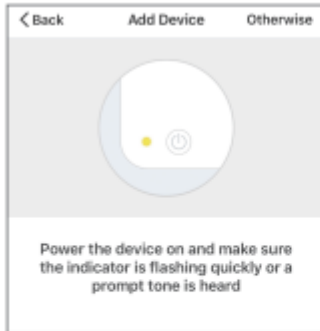 < Back Add Device Otherwise
Power the device on and make sure
the indicator is flashing quickly or a
prompt tone is heard